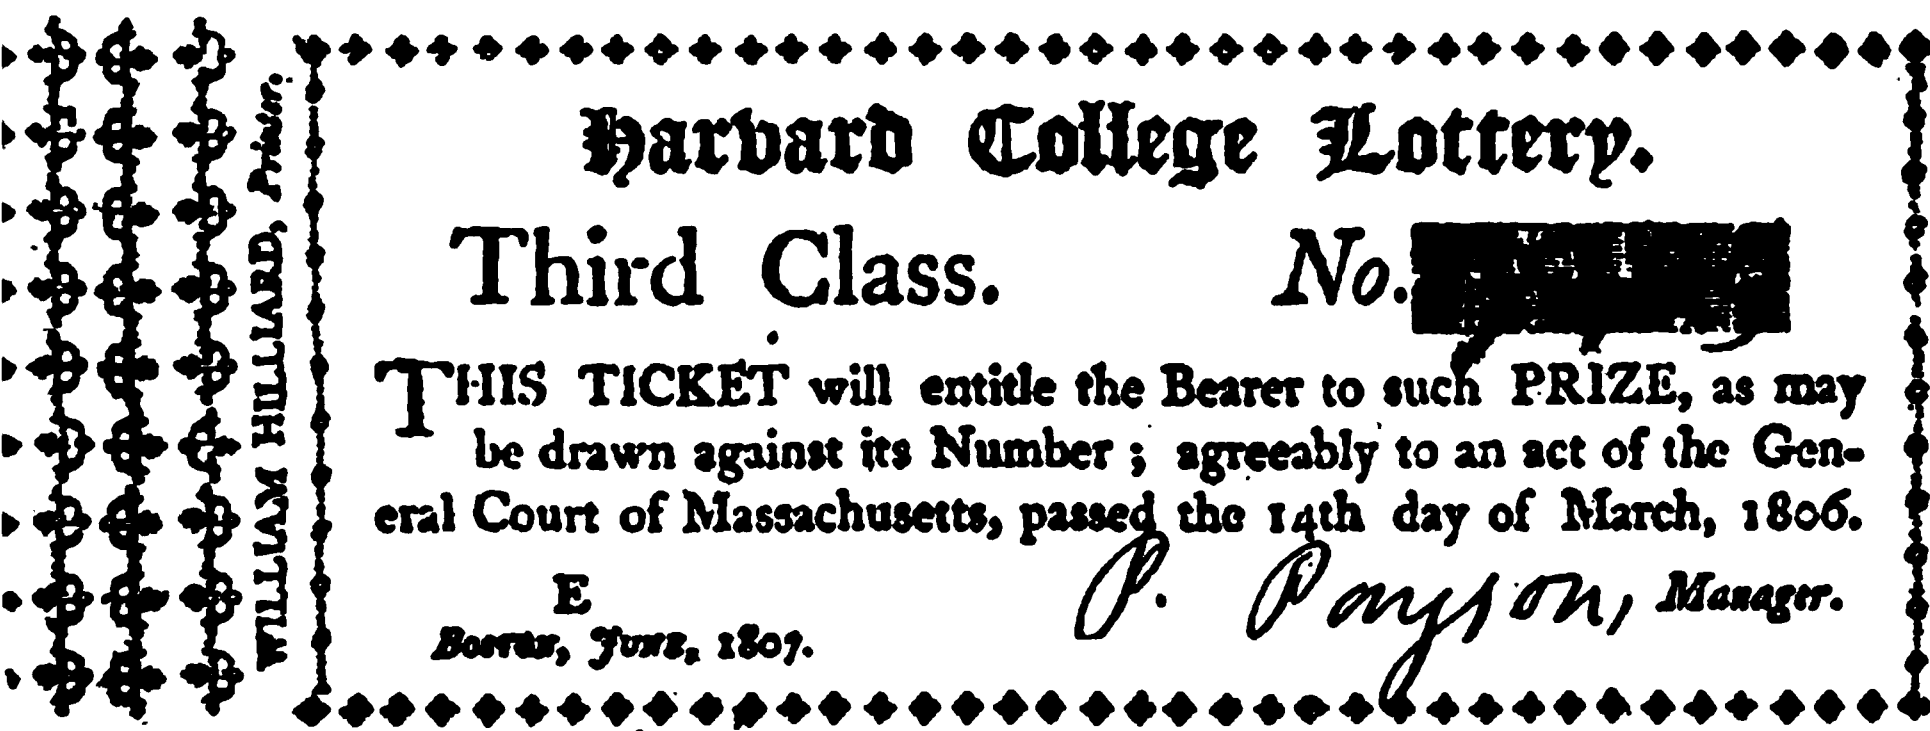 WILLIAM HILLIARD, Printer.
Harvard College Lottery.
Third Class. No.
THIS TICKET will entitle the Bearer to such PRIZE, as may
be drawn against its Number ; agreeably to an act of the Gen-
eral Court of Massachusetts, passed the 14th day of March, 1806.
E
P. Payson, Manager.
Boston, June, 1807.